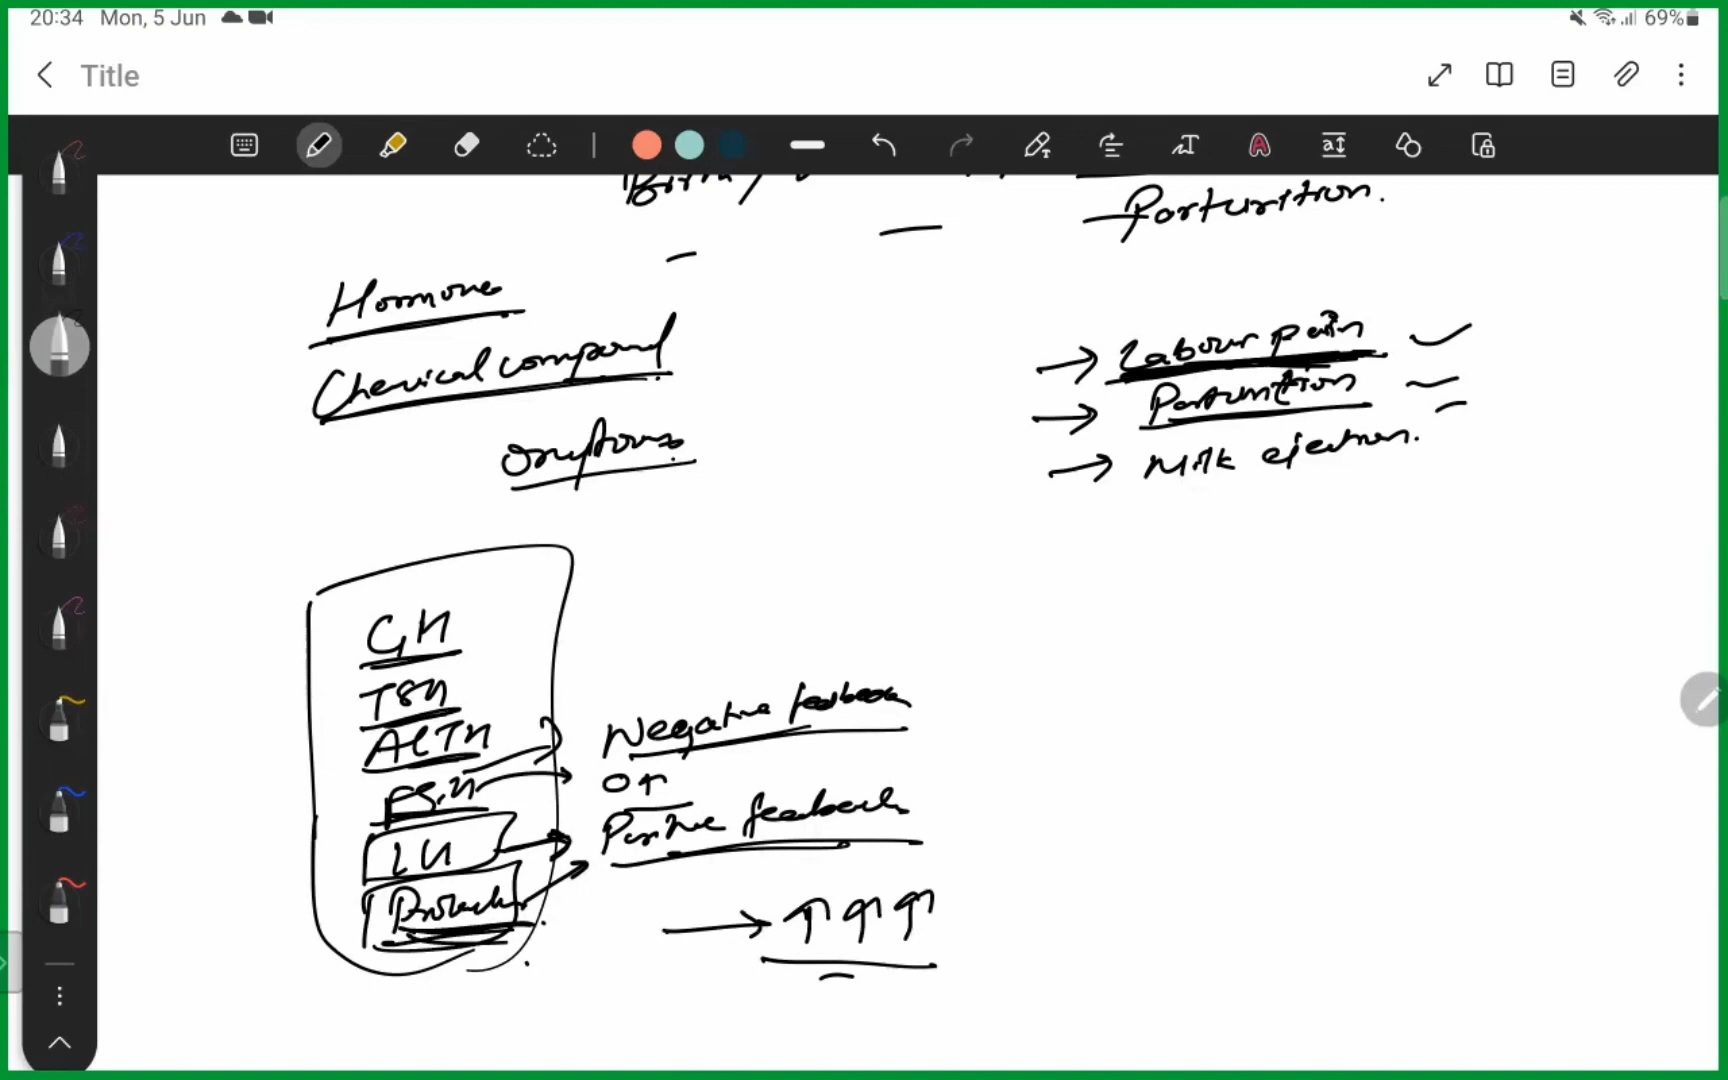 20:34 Mon, 5 Jun
69%
Title
Parturition.
Hormone
Chemical compound
Labour pain
Parturition
Milk ejection.
GH
TSH
ACTH
FSH
LH
Negative feedback
or
Positive feedback